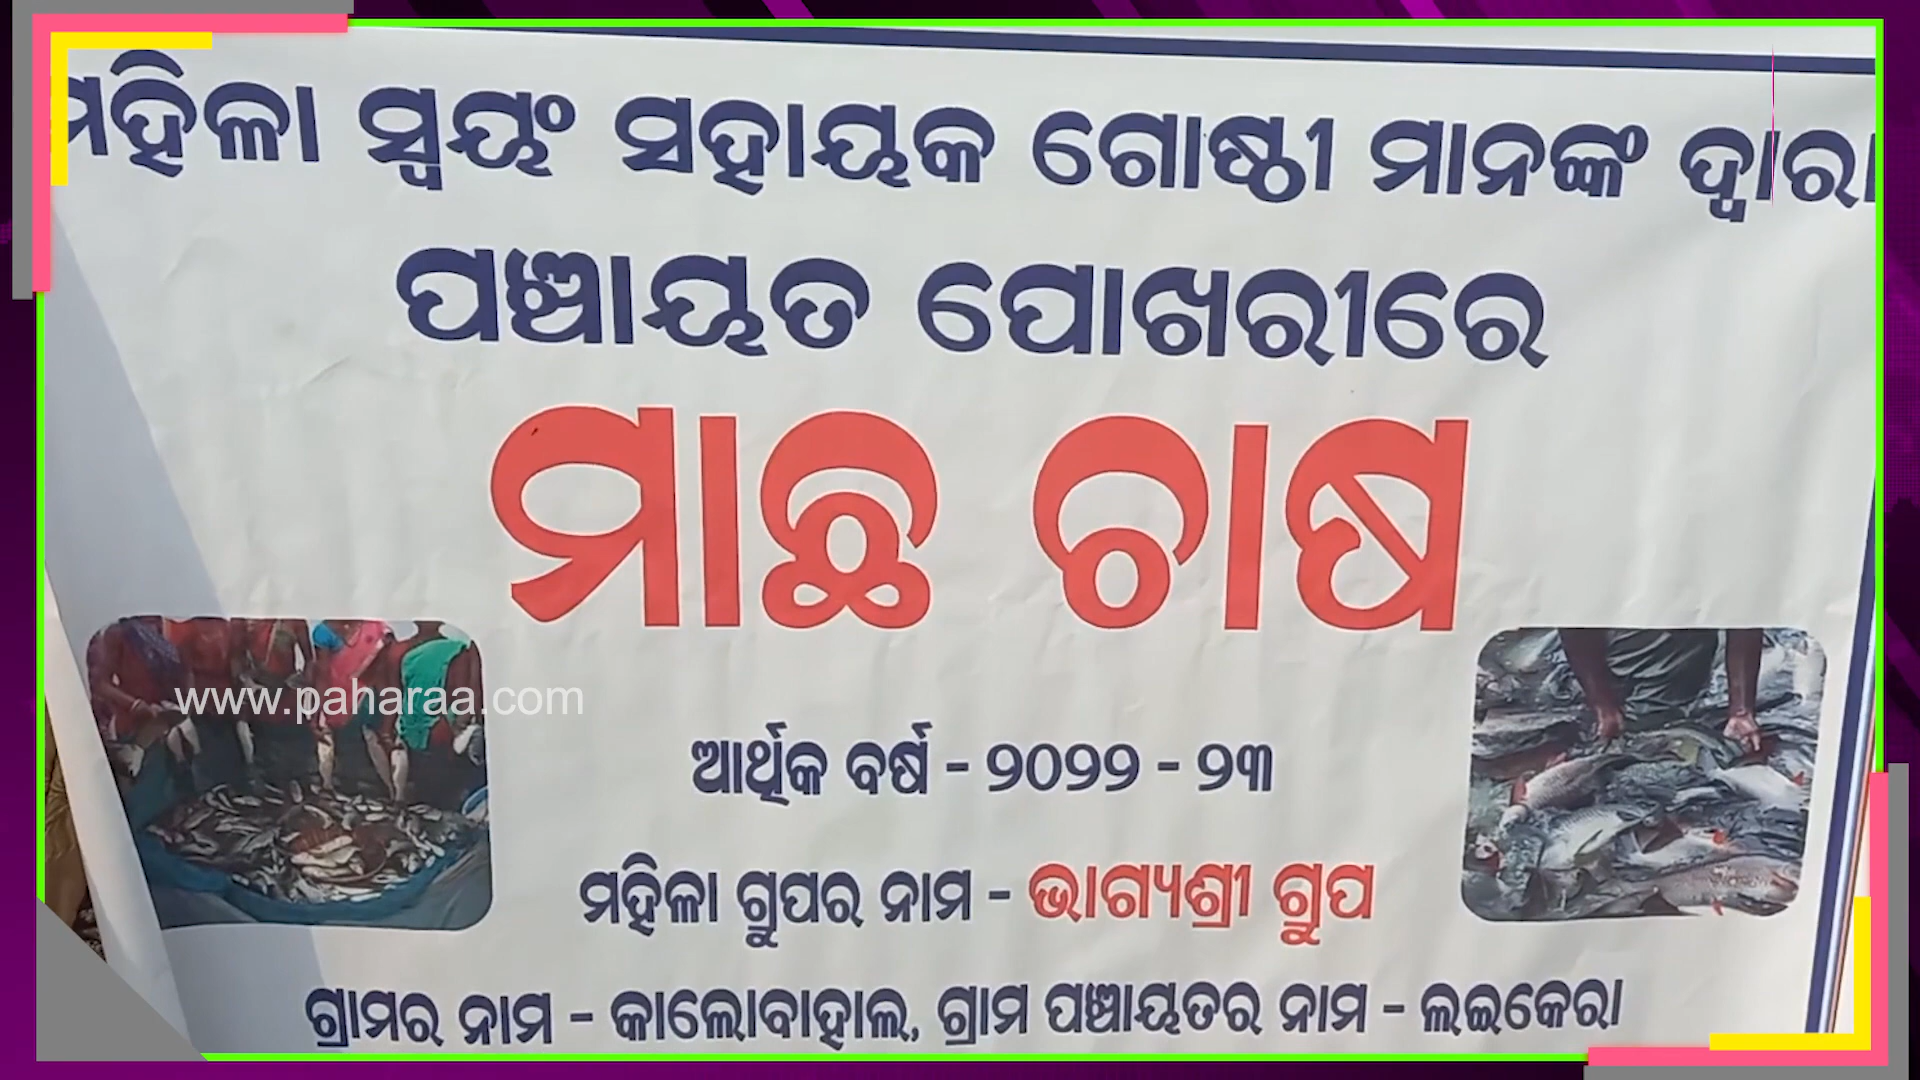 ମହିଳା ସ୍ୱୟଂ ସହାୟକ ଗୋଷ୍ଠୀ ମାନଙ୍କ ଦ୍ୱାରା
ପଞ୍ଚାୟତ ପୋଖରୀରେ
ମାଛ ଚାଷ
www.paharaa.com
ଆର୍ଥିକ ବର୍ଷ - ୨୦୨୨ - ୨୩
ମହିଳା ଗ୍ରୁପର ନାମ - ଭାଗ୍ୟଶ୍ରୀ ଗ୍ରୁପ
ଗ୍ରାମର ନାମ - କାଲୋବାହାଲ, ଗ୍ରାମ ପଞ୍ଚାୟତର ନାମ - ଲଇକେରା